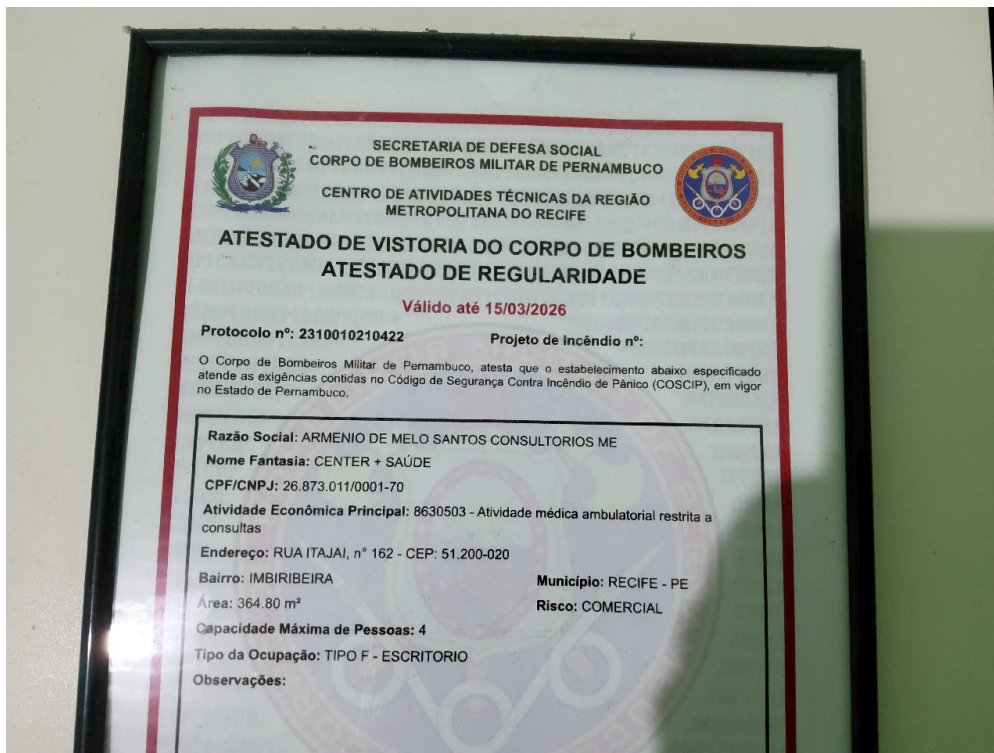 SECRETARIA DE DEFESA SOCIAL
CORPO DE BOMBEIROS MILITAR DE PERNAMBUCO
CENTRO DE ATIVIDADES TÉCNICAS DA REGIÃO
METROPOLITANA DO RECIFE
ATESTADO DE VISTORIA DO CORPO DE BOMBEIROS
ATESTADO DE REGULARIDADE
Válido até 15/03/2026
Protocolo nº: 2310010210422 Projeto de Incêndio nº:
O Corpo de Bombeiros Militar de Pernambuco, atesta que o estabelecimento abaixo especificado
atende as exigências contidas no Código de Segurança Contra Incêndio de Pânico (COSCIP), em vigor
no Estado de Pernambuco.
Razão Social: ARMENIO DE MELO SANTOS CONSULTORIOS ME
Nome Fantasia: CENTER + SAÚDE
CPF/CNPJ: 26.873.011/0001-70
Atividade Econômica Principal: 8630503 - Atividade médica ambulatorial restrita a
consultas
Endereço: RUA ITAJAI, n° 162 - CEP: 51.200-020
Bairro: IMBIRIBEIRA Município: RECIFE - PE
Área: 364.80 m² Risco: COMERCIAL
Capacidade Máxima de Pessoas: 4
Tipo da Ocupação: TIPO F - ESCRITORIO
Observações: